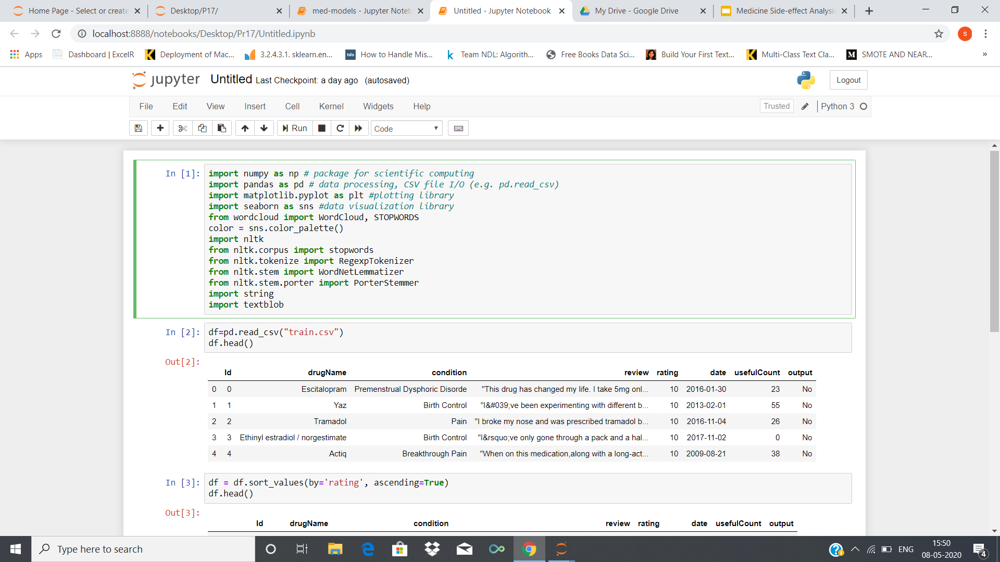 Home Page - Select or create
Desktop/P17/
med-models - Jupyter Noteb
Untitled - Jupyter Notebook
My Drive - Google Drive
Medicine Side-effect Analysis
localhost:8888/notebooks/Desktop/Pr17/Untitled.ipynb
s
Apps
Dashboard | ExcelR
Deployment of Mac...
3.2.4.3.1. sklearn.en...
tds How to Handle Mis...
k Team NDL: Algorith...
Free Books Data Sci...
Build Your First Text...
K Multi-Class Text Cla...
M SMOTE AND NEAR...
»
jupyter Untitled Last Checkpoint: a day ago (autosaved)
Logout
File Edit View Insert Cell Kernel Widgets Help
Trusted Python 3
Run Code
In [1]: import numpy as np # package for scientific computing
import pandas as pd # data processing, CSV file I/O (e.g. pd.read_csv)
import matplotlib.pyplot as plt #plotting library
import seaborn as sns #data visualization library
from wordcloud import WordCloud, STOPWORDS
color = sns.color_palette()
import nltk
from nltk.corpus import stopwords
from nltk.tokenize import RegexpTokenizer
from nltk.stem import WordNetLemmatizer
from nltk.stem.porter import PorterStemmer
import string
import textblob
In [2]: df=pd.read_csv("train.csv")
df.head()
Out[2]:
Id drugName condition review rating date usefulCount output
0 0 Escitalopram Premenstrual Dysphoric Disorde "This drug has changed my life. I take 5mg onl... 10 2016-01-30 23 No
1 1 Yaz Birth Control "I&#039;ve been experimenting with different b... 10 2013-02-01 55 No
2 2 Tramadol Pain "I broke my nose and was prescribed tramadol b... 10 2016-11-04 26 No
3 3 Ethinyl estradiol / norgestimate Birth Control "I&rsquo;ve only gone through a pack and a hal... 10 2017-11-02 0 No
4 4 Actiq Breakthrough Pain "When on this medication,along with a long-act... 10 2009-08-21 38 No
In [3]: df = df.sort_values(by='rating', ascending=True)
df.head()
Out[3]:
Id drugName condition review rating date usefulCount output
Type here to search
ENG
15:50
08-05-2020
4